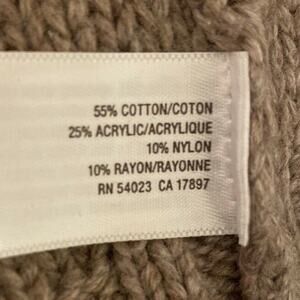 55% COTTON/COTON
25% ACRYLIC/ACRYLIQUE
10% NYLON
10% RAYON/RAYONNE
RN 54023 CA 17897